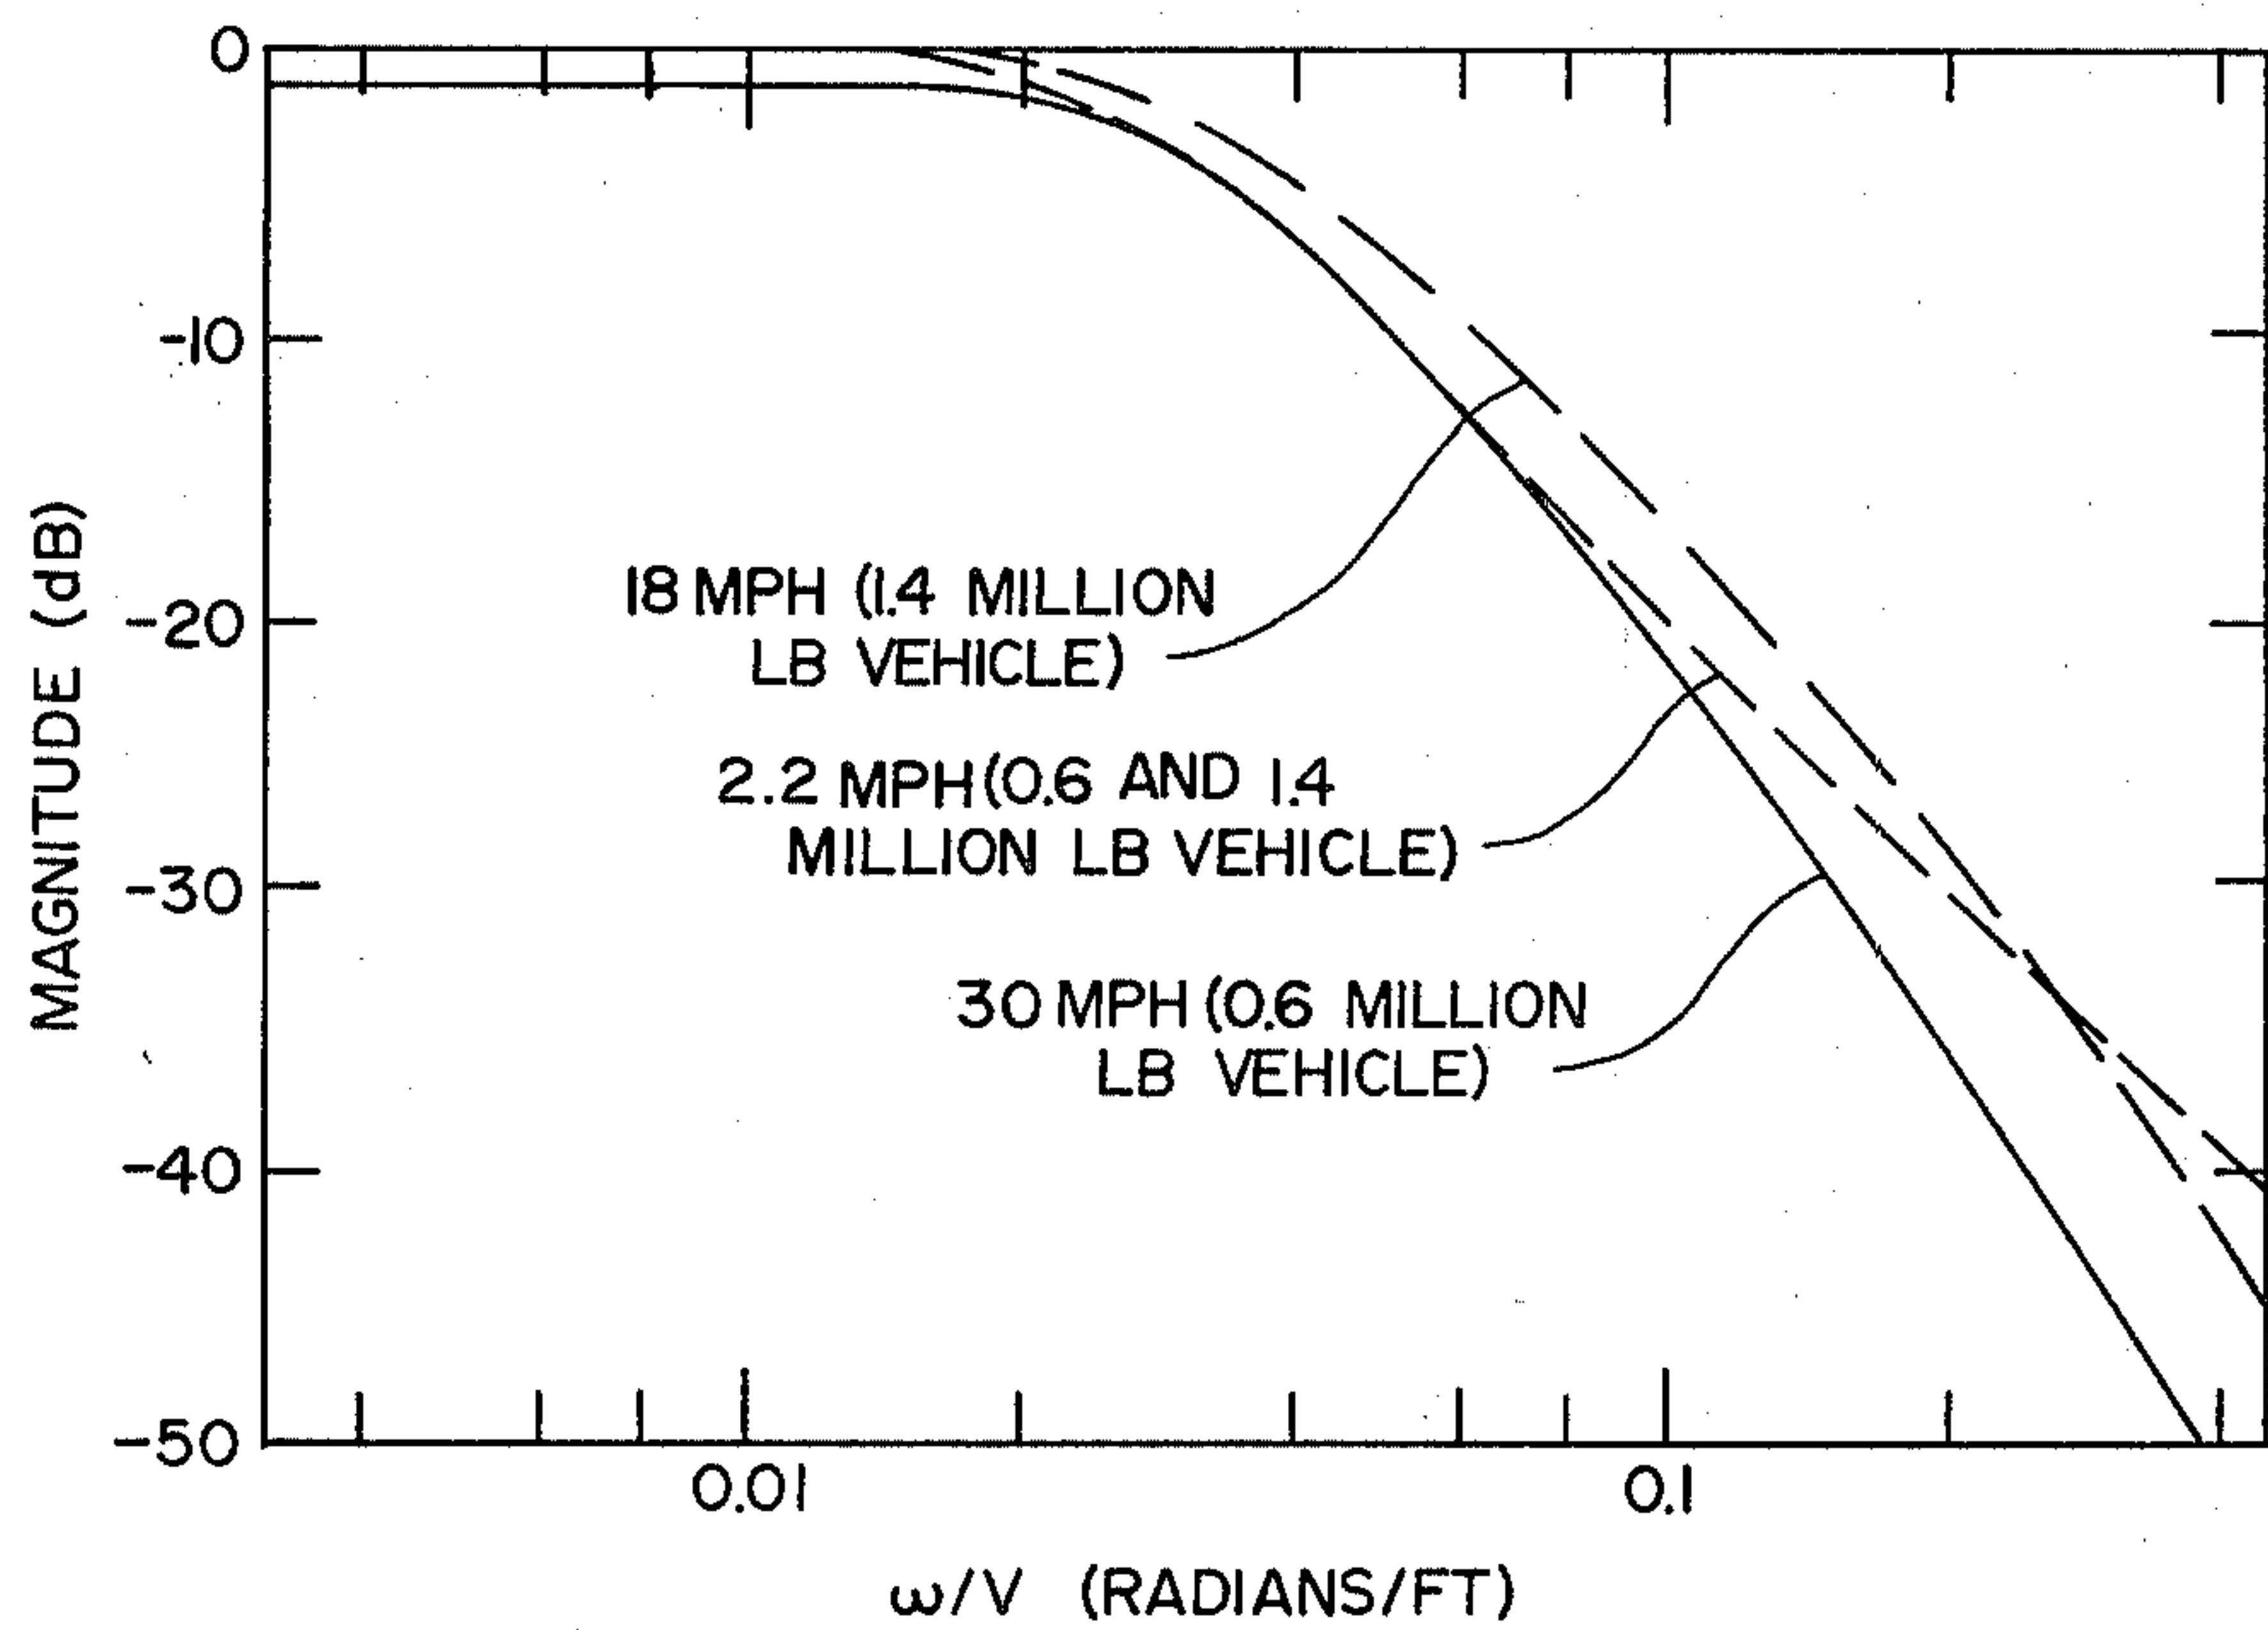 0
-10
-20
-30
-40
-50
MAGNITUDE (dB)
18 MPH (1.4 MILLION
LB VEHICLE)
2.2 MPH (0.6 AND 1.4
MILLION LB VEHICLE)
30 MPH (0.6 MILLION
LB VEHICLE)
0.01
0.1
ω/V (RADIANS/FT)